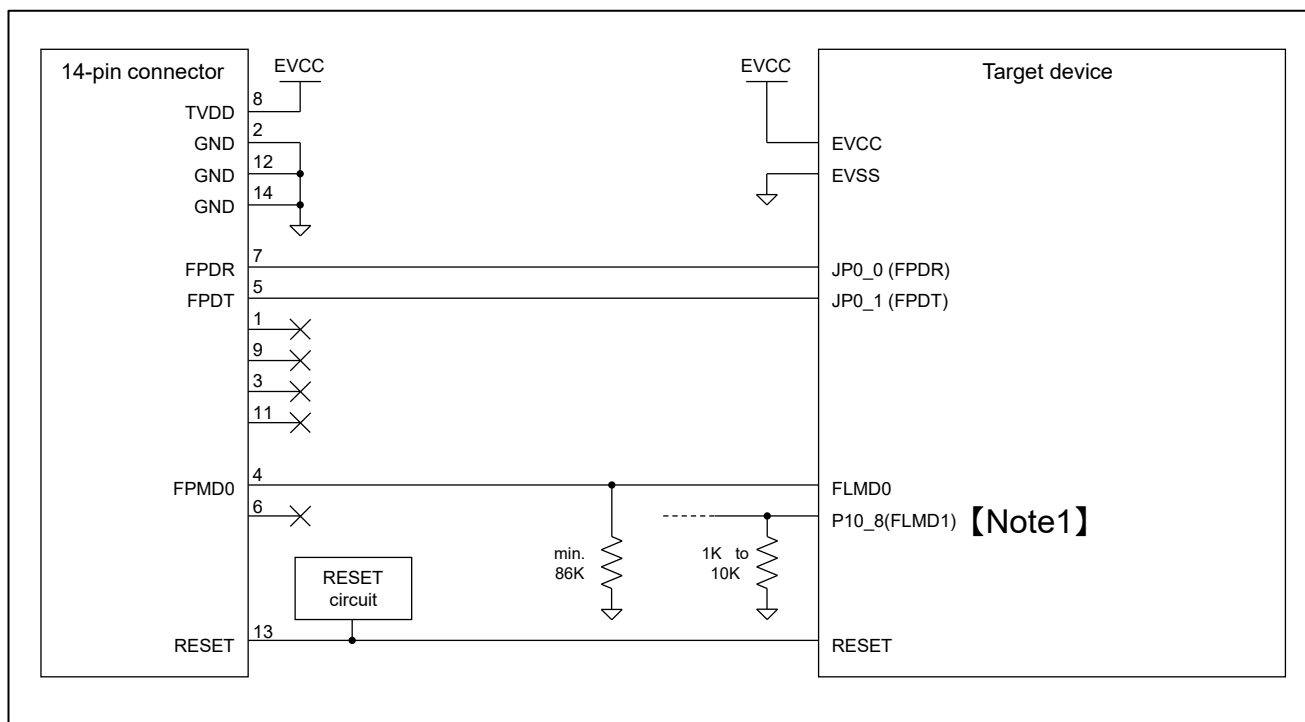 14-pin connector
EVCC
EVCC
Target device
8
TVDD
2
GND
EVCC
12
GND
EVSS
14
GND
7
FPDR
JP0_0 (FPDR)
5
FPDT
JP0_1 (FPDT)
1
9
3
11
4
FPMD0
FLMD0
6
P10_8(FLMD1) 【Note1】
min.
86K
1K to
10K
RESET
circuit
13
RESET
RESET